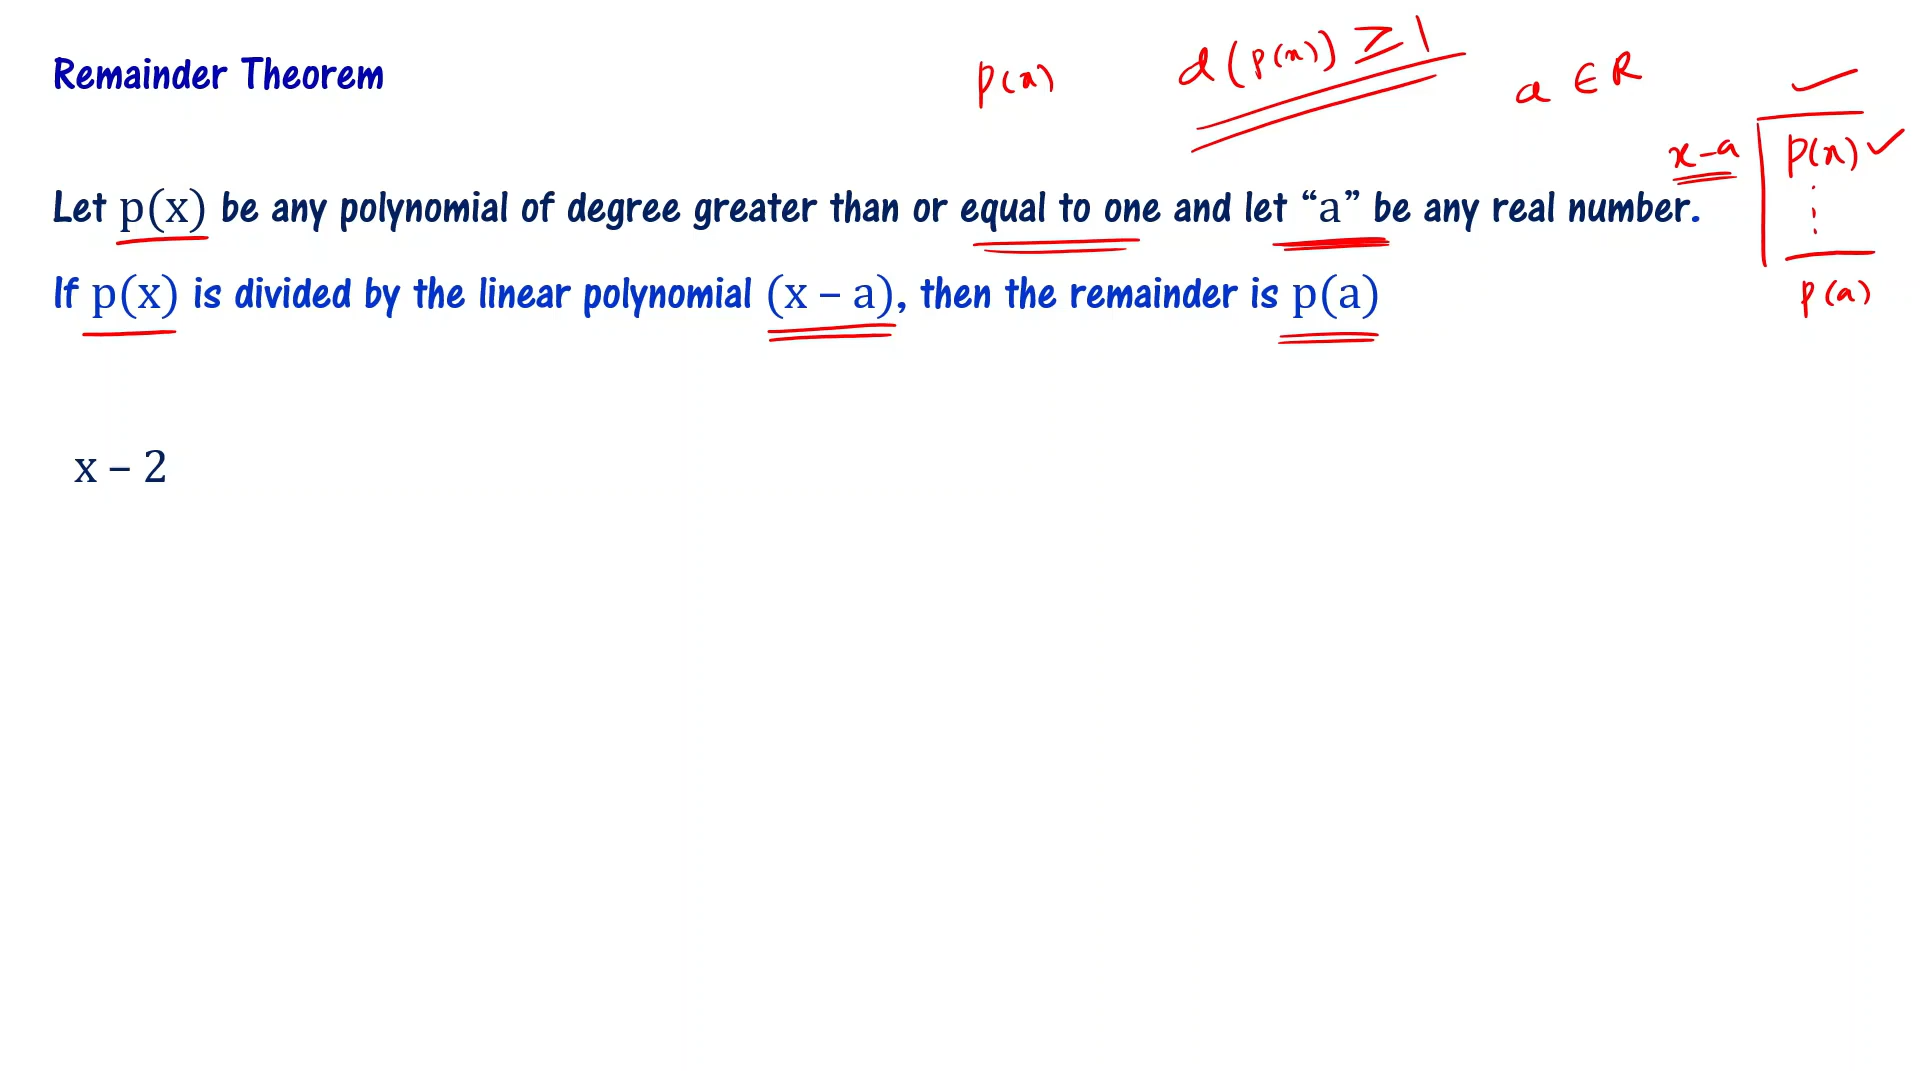 Remainder Theorem
p(x)
d(p(x)) ≥ 1
a ∈ R
x-a
p(x)
Let p(x) be any polynomial of degree greater than or equal to one and let “a” be any real number.
If p(x) is divided by the linear polynomial (x – a), then the remainder is p(a)
p(a)
x – 2